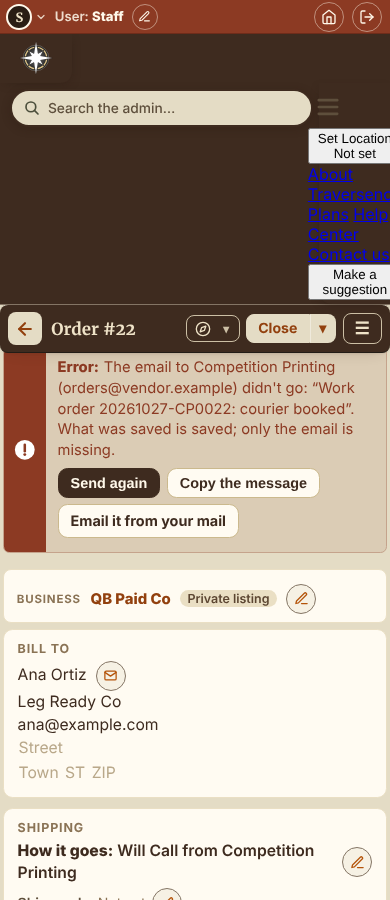 S User: Staff
Search the admin...
Set Location
Not set
About
Plans Help
Center
Contact us
Make a
suggestion
Order #22
Close
Error: The email to Competition Printing
(orders@vendor.example) didn't go: “Work
order 20261027-CP0022: courier booked”.
What was saved is saved; only the email is
missing.
Send again
Copy the message
Email it from your mail
BUSINESS QB Paid Co Private listing
BILL TO
Ana Ortiz
Leg Ready Co
ana@example.com
Street
Town ST ZIP
SHIPPING
How it goes: Will Call from Competition
Printing